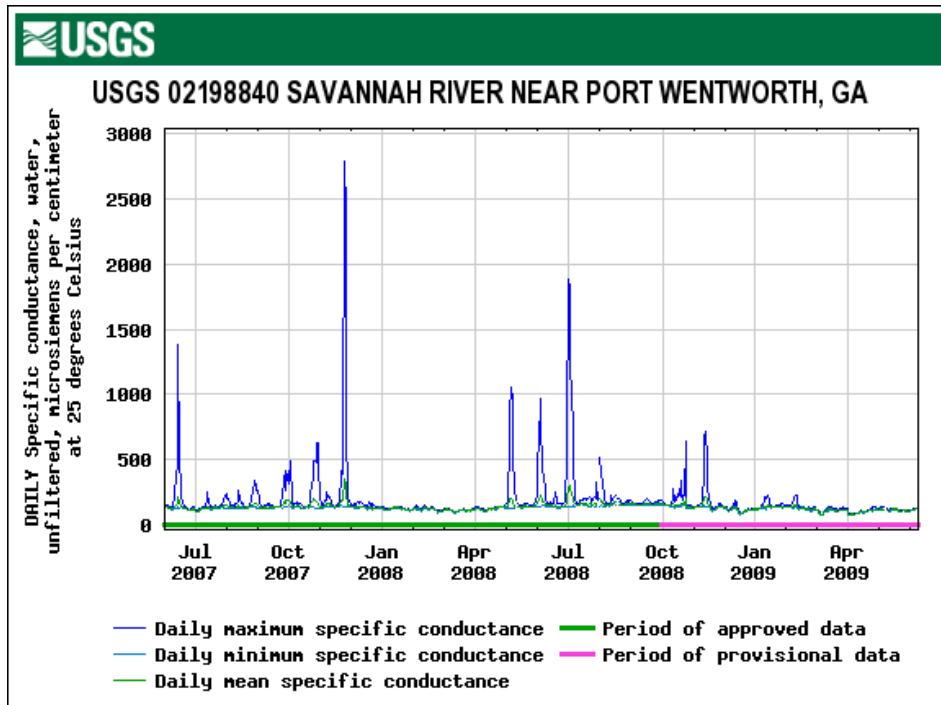 USGS
USGS 02198840 SAVANNAH RIVER NEAR PORT WENTWORTH, GA
DAILY Specific conductance, water,
unfiltered, microsiemens per centimeter
at 25 degrees Celsius
3000
2500
2000
1500
1000
500
0
Jul Oct Jan Apr Jul Oct Jan Apr
2007 2007 2008 2008 2008 2008 2009 2009
Daily maximum specific conductance Period of approved data
Daily minimum specific conductance Period of provisional data
Daily mean specific conductance